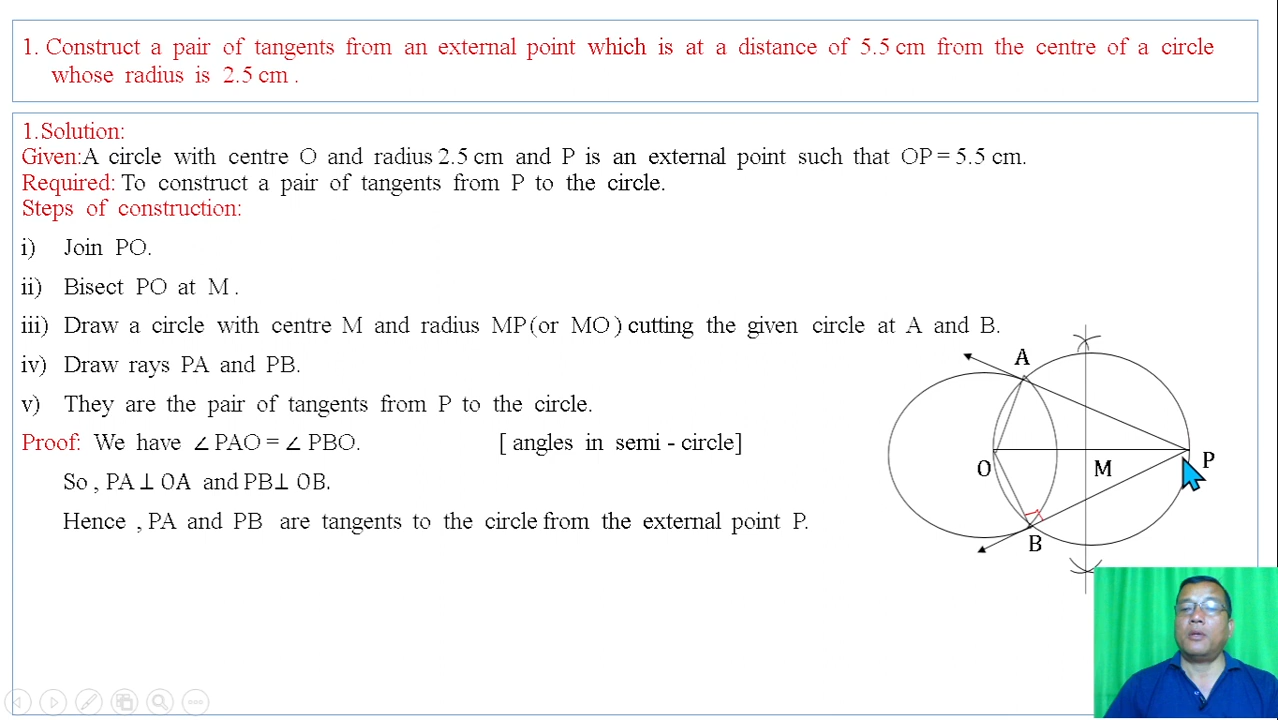 1. Construct a pair of tangents from an external point which is at a distance of 5.5 cm from the centre of a circle
whose radius is 2.5 cm .
1.Solution:
Given:A circle with centre O and radius 2.5 cm and P is an external point such that OP = 5.5 cm.
Required: To construct a pair of tangents from P to the circle.
Steps of construction:
i) Join PO.
ii) Bisect PO at M .
iii) Draw a circle with centre M and radius MP(or MO ) cutting the given circle at A and B.
iv) Draw rays PA and PB.
v) They are the pair of tangents from P to the circle.
Proof: We have ∠PAO = ∠ PBO. [ angles in semi - circle]
So , PA⊥ OA and PB⊥ OB.
Hence , PA and PB are tangents to the circle from the external point P.
A
O
M
P
B